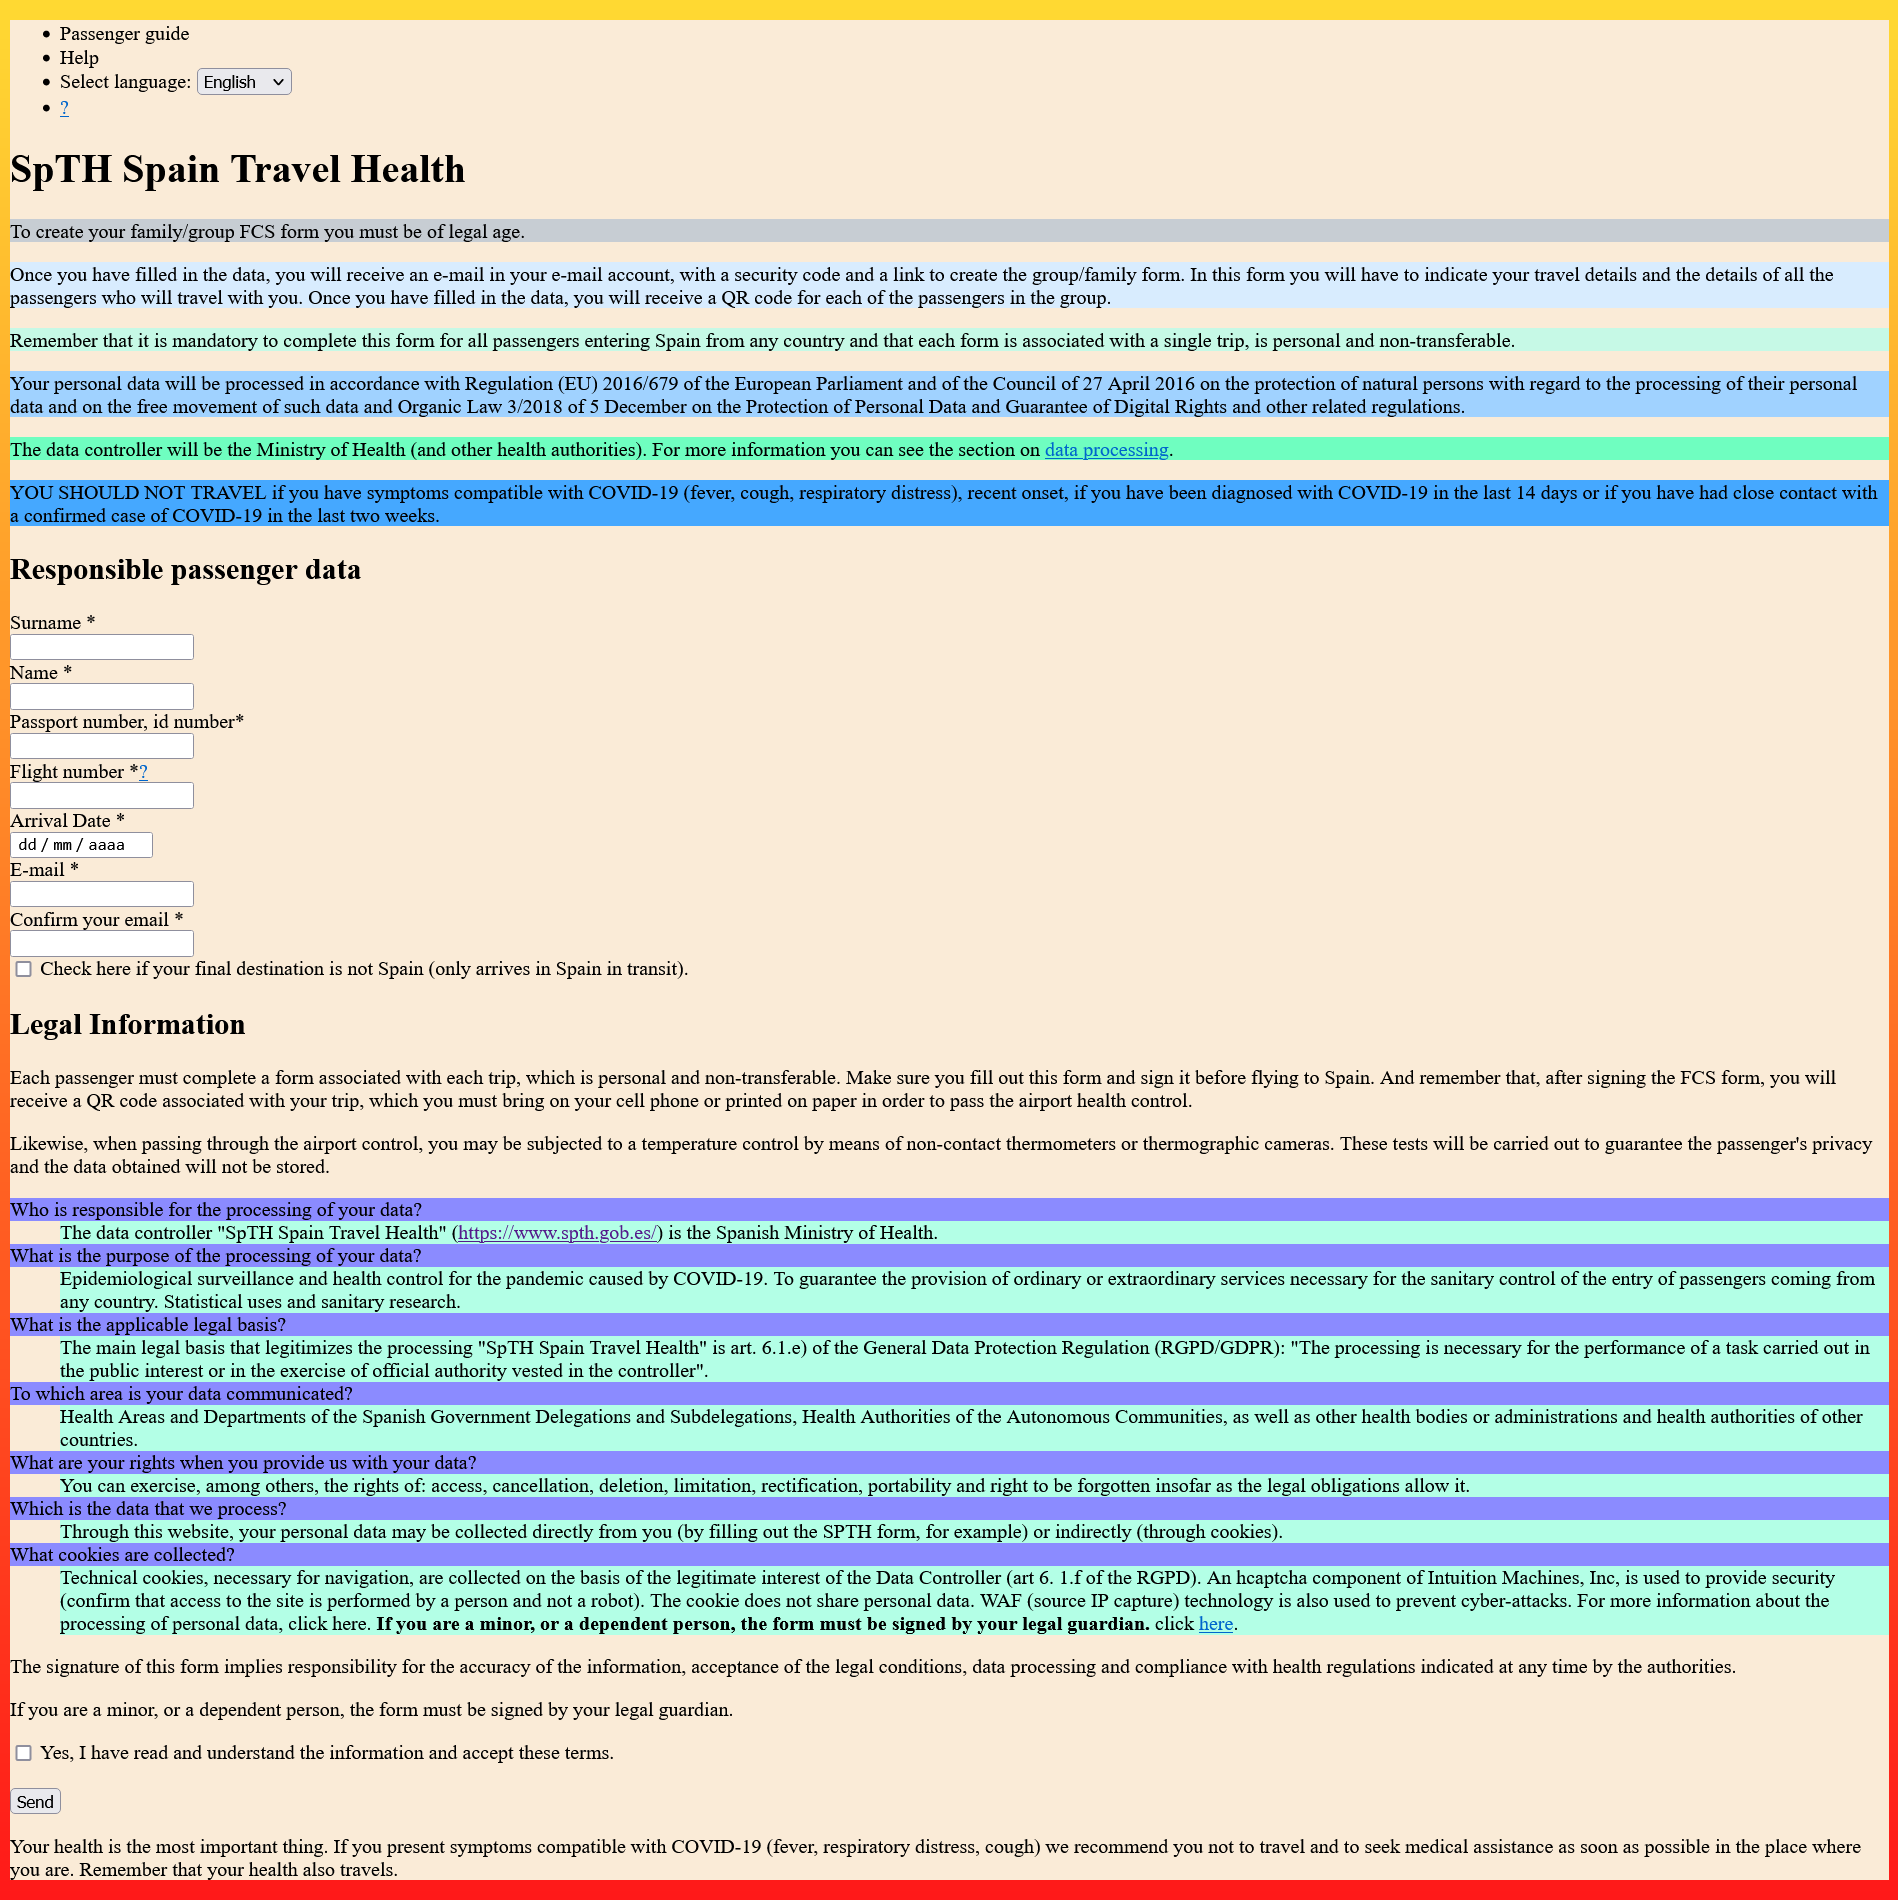 Passenger guide
Help
Select language: English
?
SpTH Spain Travel Health
To create your family/group FCS form you must be of legal age.
Once you have filled in the data, you will receive an e-mail in your e-mail account, with a security code and a link to create the group/family form. In this form you will have to indicate your travel details and the details of all the
passengers who will travel with you. Once you have filled in the data, you will receive a QR code for each of the passengers in the group.
Remember that it is mandatory to complete this form for all passengers entering Spain from any country and that each form is associated with a single trip, is personal and non-transferable.
Your personal data will be processed in accordance with Regulation (EU) 2016/679 of the European Parliament and of the Council of 27 April 2016 on the protection of natural persons with regard to the processing of their personal
data and on the free movement of such data and Organic Law 3/2018 of 5 December on the Protection of Personal Data and Guarantee of Digital Rights and other related regulations.
The data controller will be the Ministry of Health (and other health authorities). For more information you can see the section on data processing.
YOU SHOULD NOT TRAVEL if you have symptoms compatible with COVID-19 (fever, cough, respiratory distress), recent onset, if you have been diagnosed with COVID-19 in the last 14 days or if you have had close contact with
a confirmed case of COVID-19 in the last two weeks.
Responsible passenger data
Surname *
Name *
Passport number, id number*
Flight number *?
Arrival Date *
dd / mm / aaaa
E-mail *
Confirm your email *
Check here if your final destination is not Spain (only arrives in Spain in transit).
Legal Information
Each passenger must complete a form associated with each trip, which is personal and non-transferable. Make sure you fill out this form and sign it before flying to Spain. And remember that, after signing the FCS form, you will
receive a QR code associated with your trip, which you must bring on your cell phone or printed on paper in order to pass the airport health control.
Likewise, when passing through the airport control, you may be subjected to a temperature control by means of non-contact thermometers or thermographic cameras. These tests will be carried out to guarantee the passenger's privacy
and the data obtained will not be stored.
Who is responsible for the processing of your data?
The data controller "SpTH Spain Travel Health" (https://www.spth.gob.es/) is the Spanish Ministry of Health.
What is the purpose of the processing of your data?
Epidemiological surveillance and health control for the pandemic caused by COVID-19. To guarantee the provision of ordinary or extraordinary services necessary for the sanitary control of the entry of passengers coming from
any country. Statistical uses and sanitary research.
What is the applicable legal basis?
The main legal basis that legitimizes the processing "SpTH Spain Travel Health" is art. 6.1.e) of the General Data Protection Regulation (RGPD/GDPR): "The processing is necessary for the performance of a task carried out in
the public interest or in the exercise of official authority vested in the controller".
To which area is your data communicated?
Health Areas and Departments of the Spanish Government Delegations and Subdelegations, Health Authorities of the Autonomous Communities, as well as other health bodies or administrations and health authorities of other
countries.
What are your rights when you provide us with your data?
You can exercise, among others, the rights of: access, cancellation, deletion, limitation, rectification, portability and right to be forgotten insofar as the legal obligations allow it.
Which is the data that we process?
Through this website, your personal data may be collected directly from you (by filling out the SPTH form, for example) or indirectly (through cookies).
What cookies are collected?
Technical cookies, necessary for navigation, are collected on the basis of the legitimate interest of the Data Controller (art 6. 1.f of the RGPD). An hcaptcha component of Intuition Machines, Inc, is used to provide security
(confirm that access to the site is performed by a person and not a robot). The cookie does not share personal data. WAF (source IP capture) technology is also used to prevent cyber-attacks. For more information about the
processing of personal data, click here. If you are a minor, or a dependent person, the form must be signed by your legal guardian. click here.
The signature of this form implies responsibility for the accuracy of the information, acceptance of the legal conditions, data processing and compliance with health regulations indicated at any time by the authorities.
If you are a minor, or a dependent person, the form must be signed by your legal guardian.
Yes, I have read and understand the information and accept these terms.
Send
Your health is the most important thing. If you present symptoms compatible with COVID-19 (fever, respiratory distress, cough) we recommend you not to travel and to seek medical assistance as soon as possible in the place where
you are. Remember that your health also travels.